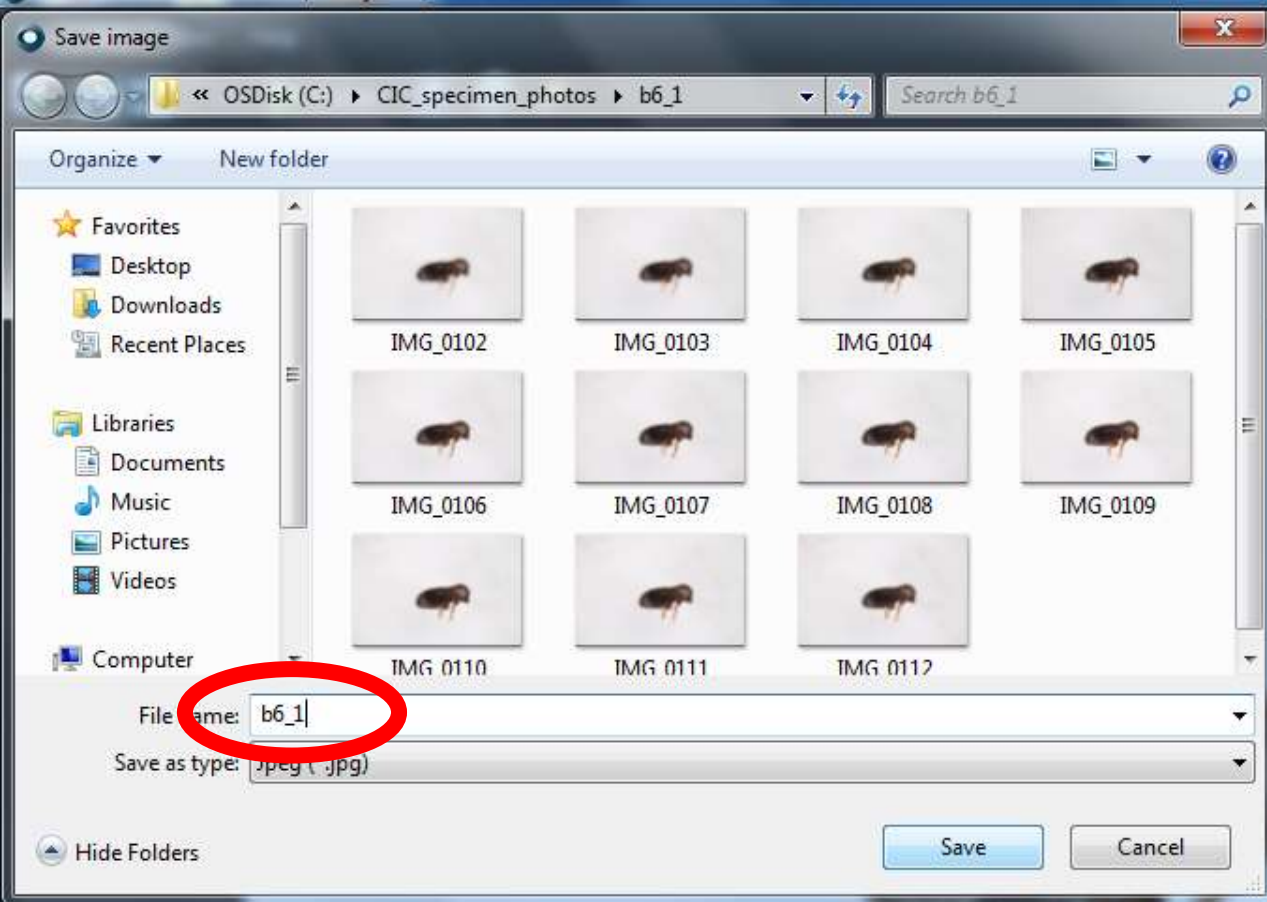 Save image
« OSDisk (C:) ▸ CIC_specimen_photos ▸ b6_1
Search b6_1
Organize
New folder
Favorites
Desktop
Downloads
Recent Places
Libraries
Documents
Music
Pictures
Videos
Computer
IMG_0102 IMG_0103 IMG_0104 IMG_0105
IMG_0106 IMG_0107 IMG_0108 IMG_0109
IMG_0110 IMG_0111 IMG_0112
File name: b6_1
Save as type: Jpeg (*.jpg)
Hide Folders
Save
Cancel